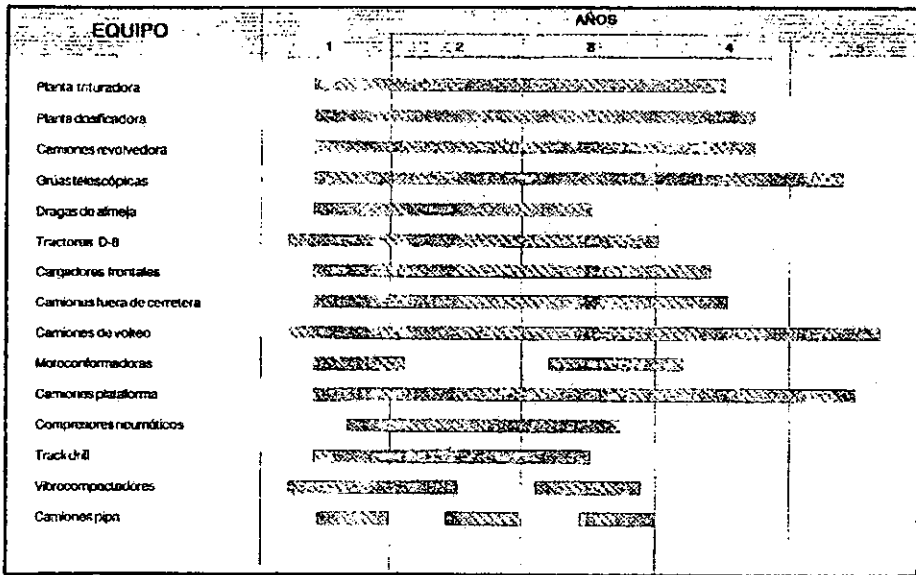 EQUIPO
AÑOS
1 2 3 4 5
Planta trituradora
Planta dosificadora
Camiones revolvedora
Grúas telescópicas
Dragas de almeja
Tractores D-8
Cargadores frontales
Camiones fuera de carretera
Camiones de volteo
Motoconformadoras
Camiones plataforma
Compresores neumáticos
Track drill
Vibrocompactadores
Camiones pipa